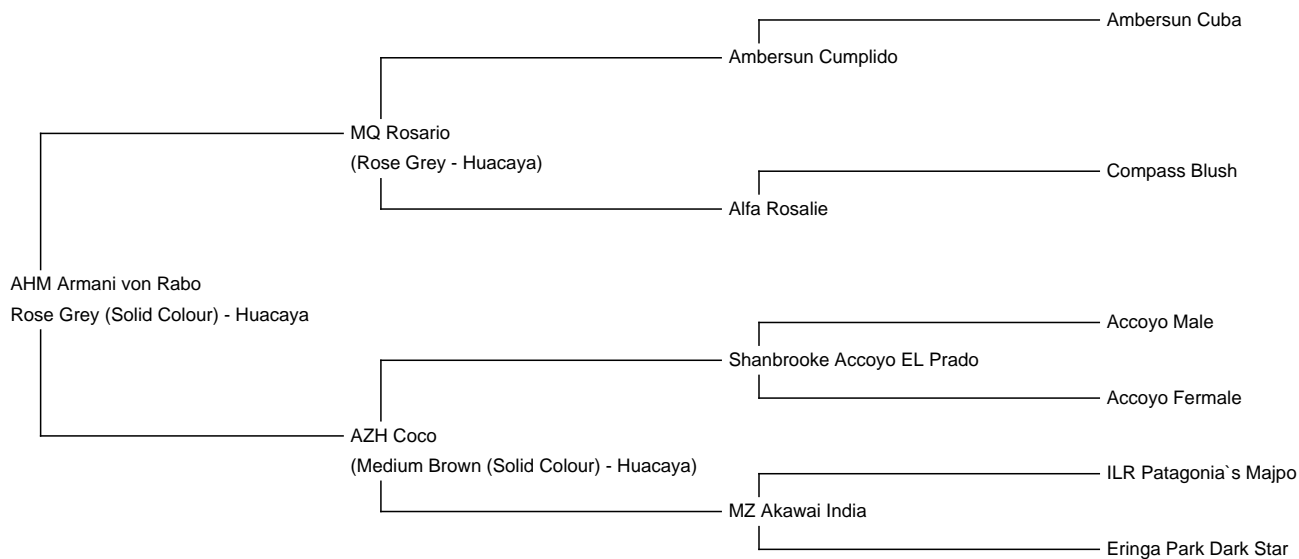 Ambersun Cuba
Ambersun Cumplido
MQ Rosario
(Rose Grey - Huacaya)
Compass Blush
Alfa Rosalie
AHM Armani von Rabo
Rose Grey (Solid Colour) - Huacaya
Accoyo Male
Shanbrooke Accoyo EL Prado
Accoyo Fermale
AZH Coco
(Medium Brown (Solid Colour) - Huacaya)
ILR Patagonia`s Majpo
MZ Akawai India
Eringa Park Dark Star